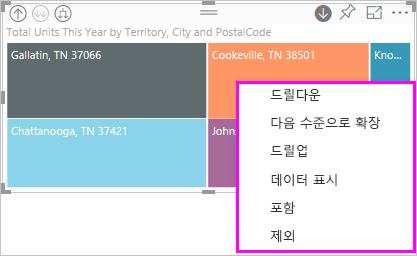 Total Units This Year by Territory, City and PostalCode
Gallatin, TN 37066
Cookeville, TN 38501
Kno...
Chattanooga, TN 37421
John
드릴다운
다음 수준으로 확장
드릴업
데이터 표시
포함
제외